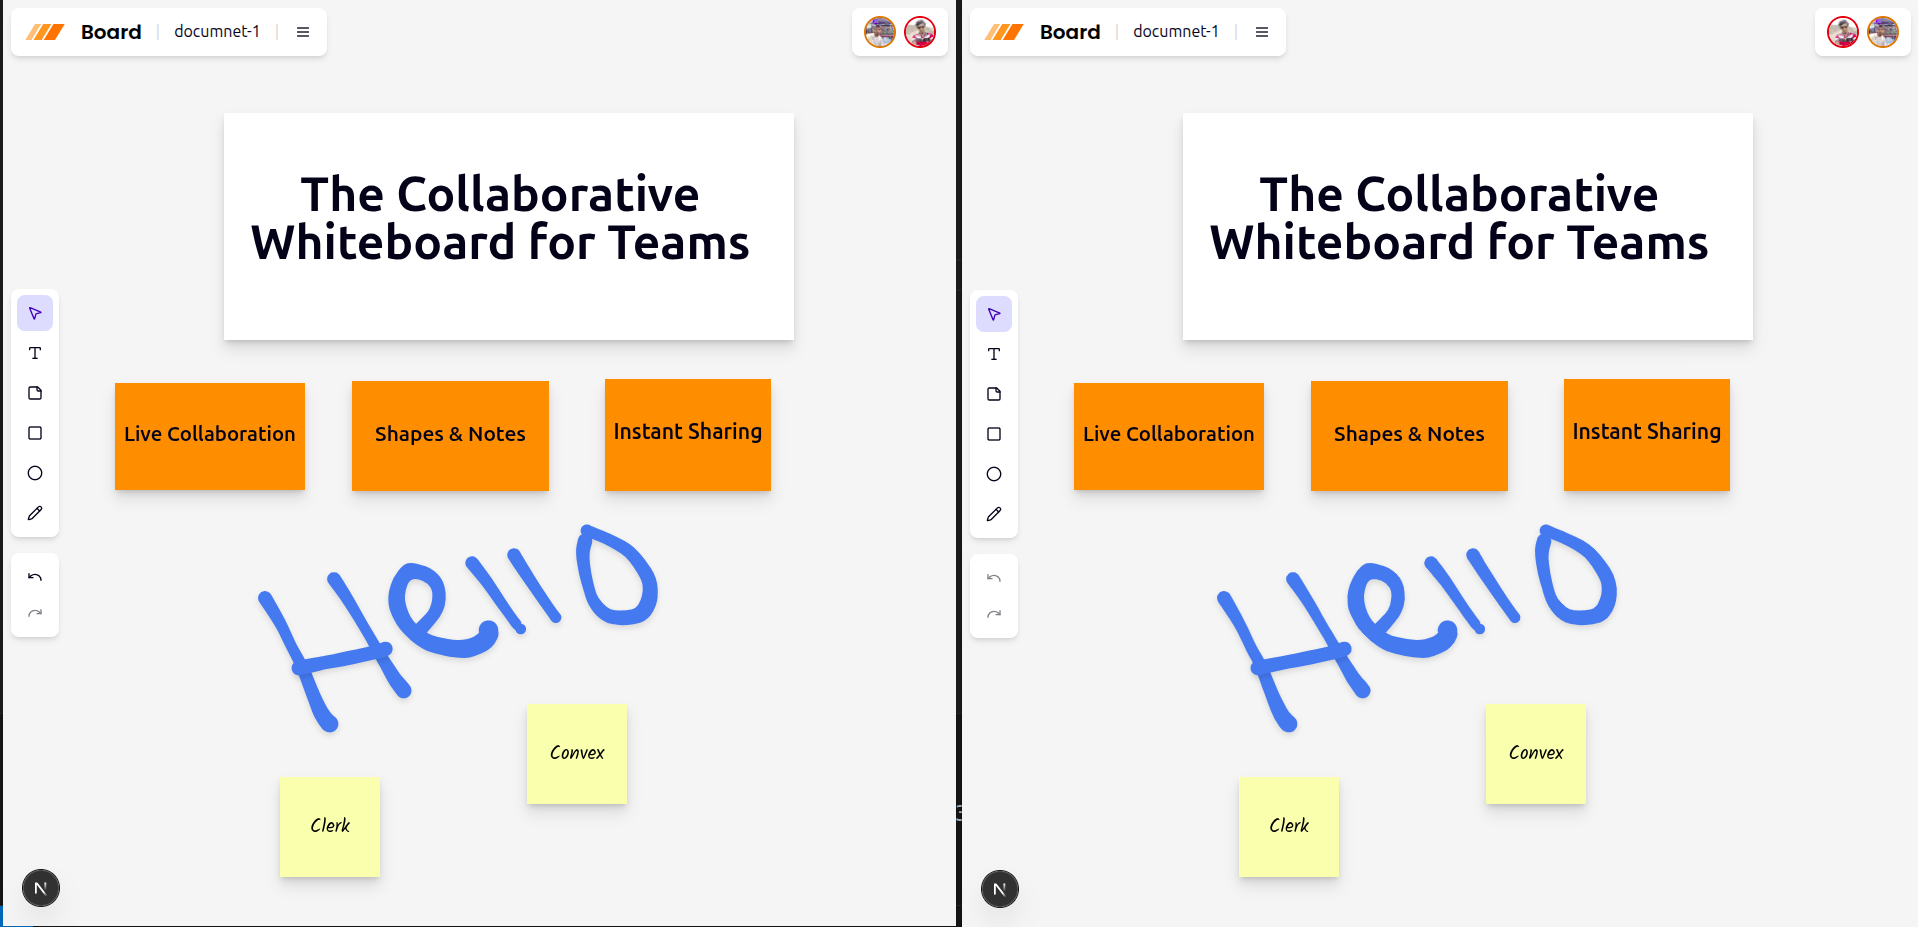 Board documnet-1
The Collaborative
Whiteboard for Teams
T
Live Collaboration Shapes & Notes Instant Sharing
Hello
Convex
Clerk
N
Board documnet-1
The Collaborative
Whiteboard for Teams
T
Live Collaboration Shapes & Notes Instant Sharing
Hello
Convex
Clerk
N